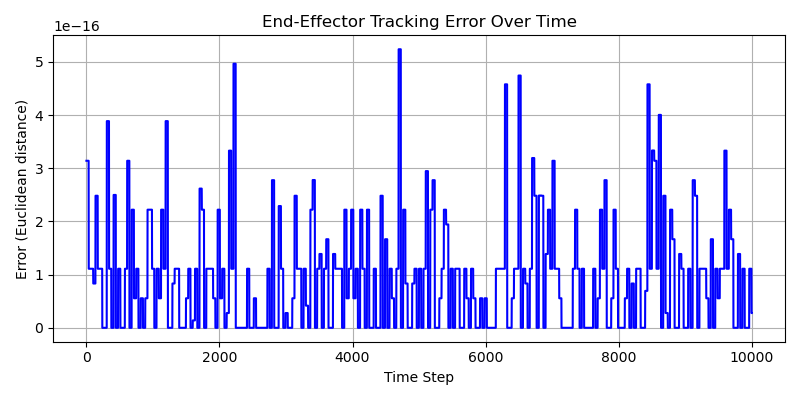 End-Effector Tracking Error Over Time
1e−16
Error (Euclidean distance)
5
4
3
2
1
0
0 2000 4000 6000 8000 10000
Time Step